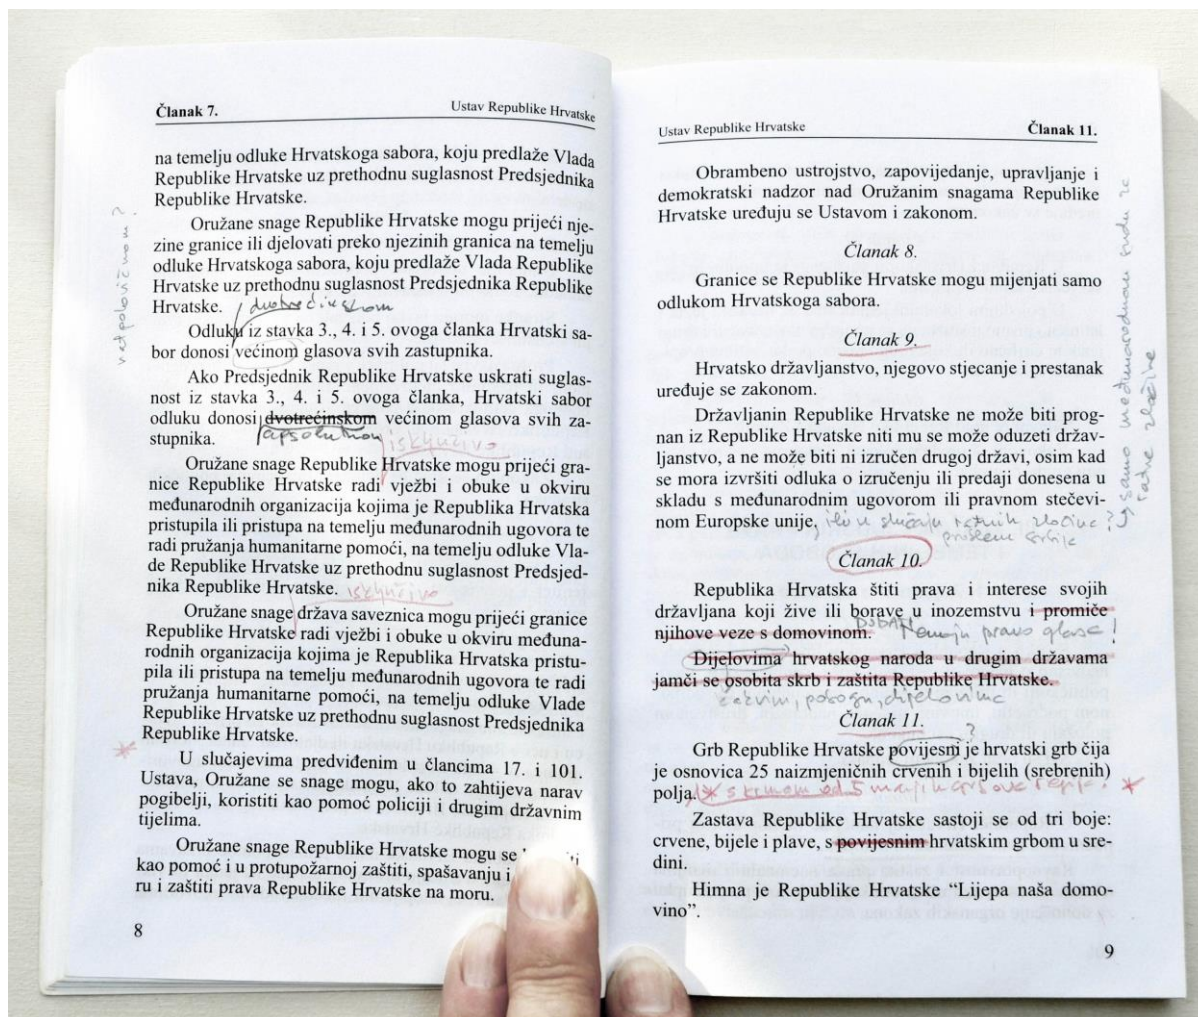 Članak 7. Ustav Republike Hrvatske
na temelju odluke Hrvatskoga sabora, koju predlaže Vlada
Republike Hrvatske uz prethodnu suglasnost Predsjednika
Republike Hrvatske.
Oružane snage Republike Hrvatske mogu prijeći nje-
zine granice ili djelovati preko njezinih granica na temelju
odluke Hrvatskoga sabora, koju predlaže Vlada Republike
Hrvatske uz prethodnu suglasnost Predsjednika Republike
Hrvatske.
dvotrećinskom
Odluku iz stavka 3., 4. i 5. ovoga članka Hrvatski sa-
bor donosi većinom glasova svih zastupnika.
Ako Predsjednik Republike Hrvatske uskrati suglas-
nost iz stavka 3., 4. i 5. ovoga članka, Hrvatski sabor
odluku donosi dvotrećinskom većinom glasova svih za-
stupnika.
apsolutnom
isključivo
Oružane snage Republike Hrvatske mogu prijeći gra-
nice Republike Hrvatske radi vježbi i obuke u okviru
međunarodnih organizacija kojima je Republika Hrvatska
pristupila ili pristupa na temelju međunarodnih ugovora te
radi pružanja humanitarne pomoći, na temelju odluke Vla-
de Republike Hrvatske uz prethodnu suglasnost Predsjed-
nika Republike Hrvatske.
isključivo
Oružane snage država saveznica mogu prijeći granice
Republike Hrvatske radi vježbi i obuke u okviru međuna-
rodnih organizacija kojima je Republika Hrvatska pristu-
pila ili pristupa na temelju međunarodnih ugovora te radi
pružanja humanitarne pomoći, na temelju odluke Vlade
Republike Hrvatske uz prethodnu suglasnost Predsjednika
Republike Hrvatske.
U slučajevima predviđenim u člancima 17. i 101.
Ustava, Oružane se snage mogu, ako to zahtijeva narav
pogibelji, koristiti kao pomoć policiji i drugim državnim
tijelima.
Oružane snage Republike Hrvatske mogu se
kao pomoć i u protupožarnoj zaštiti, spašavanju i
ru i zaštiti prava Republike Hrvatske na moru.
8
Ustav Republike Hrvatske Članak 11.
Obrambeno ustrojstvo, zapovijedanje, upravljanje i
demokratski nadzor nad Oružanim snagama Republike
Hrvatske uređuju se Ustavom i zakonom.
Članak 8.
Granice se Republike Hrvatske mogu mijenjati samo
odlukom Hrvatskoga sabora.
Članak 9.
Hrvatsko državljanstvo, njegovo stjecanje i prestanak
uređuje se zakonom.
Državljanin Republike Hrvatske ne može biti prog-
nan iz Republike Hrvatske niti mu se može oduzeti držav-
ljanstvo, a ne može biti ni izručen drugoj državi, osim kad
se mora izvršiti odluka o izručenju ili predaji donesena u
skladu s međunarodnim ugovorom ili pravnom stečevi-
nom Europske unije, ili u slučaju ratnih zločina?
samo međunarodnom sudu za
ratne zločine
Članak 10.
Republika Hrvatska štiti prava i interese svojih
državljana koji žive ili borave u inozemstvu i promiče
njihove veze s domovinom. Nemaju pravo glasa!
Dijelovima hrvatskog naroda u drugim državama
jamči se osobita skrb i zaštita Republike Hrvatske.
dijelovima
Članak 11.
Grb Republike Hrvatske povijesni je hrvatski grb čija
je osnovica 25 naizmjeničnih crvenih i bijelih (srebrenih)
polja.
Zastava Republike Hrvatske sastoji se od tri boje:
crvene, bijele i plave, s povijesnim hrvatskim grbom u sre-
dini.
Himna je Republike Hrvatske “Lijepa naša domo-
vino”.
9